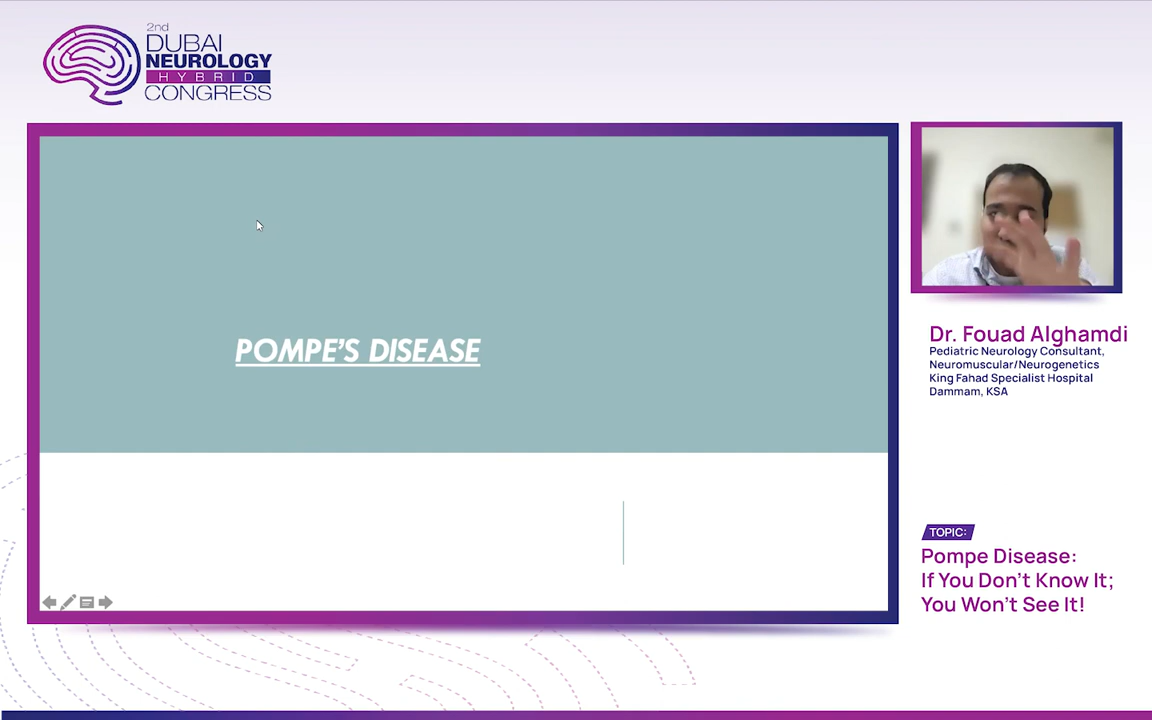 2nd
DUBAI
NEUROLOGY
HYBRID
CONGRESS
POMPE'S DISEASE
Dr. Fouad Alghamdi
Pediatric Neurology Consultant,
Neuromuscular/Neurogenetics
King Fahad Specialist Hospital
Dammam, KSA
TOPIC:
Pompe Disease:
If You Don't Know It;
You Won't See It!